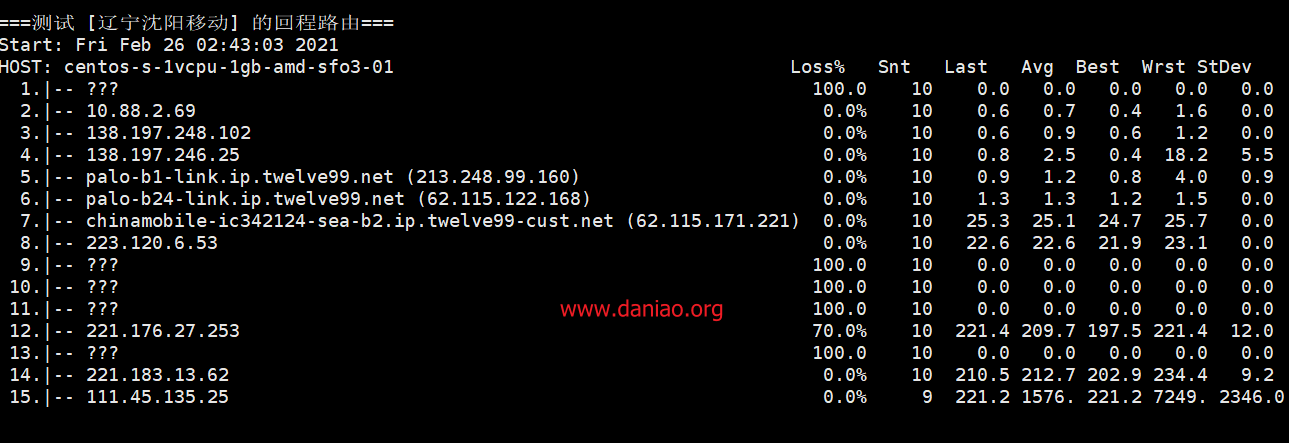 ===测试 [辽宁沈阳移动] 的回程路由===
Start: Fri Feb 26 02:43:03 2021
HOST: centos-s-1vcpu-1gb-amd-sfo3-01 Loss% Snt Last Avg Best Wrst StDev
1.|-- ??? 100.0 10 0.0 0.0 0.0 0.0 0.0
2.|-- 10.88.2.69 0.0% 10 0.6 0.7 0.4 1.6 0.0
3.|-- 138.197.248.102 0.0% 10 0.6 0.9 0.6 1.2 0.0
4.|-- 138.197.246.25 0.0% 10 0.8 2.5 0.4 18.2 5.5
5.|-- palo-b1-link.ip.twelve99.net (213.248.99.160) 0.0% 10 0.9 1.2 0.8 4.0 0.9
6.|-- palo-b24-link.ip.twelve99.net (62.115.122.168) 0.0% 10 1.3 1.3 1.2 1.5 0.0
7.|-- chinamobile-ic342124-sea-b2.ip.twelve99-cust.net (62.115.171.221) 0.0% 10 25.3 25.1 24.7 25.7 0.0
8.|-- 223.120.6.53 0.0% 10 22.6 22.6 21.9 23.1 0.0
9.|-- ??? 100.0 10 0.0 0.0 0.0 0.0 0.0
10.|-- ??? 100.0 10 0.0 0.0 0.0 0.0 0.0
11.|-- ??? 100.0 10 0.0 0.0 0.0 0.0 0.0
www.daniao.org
12.|-- 221.176.27.253 70.0% 10 221.4 209.7 197.5 221.4 12.0
13.|-- ??? 100.0 10 0.0 0.0 0.0 0.0 0.0
14.|-- 221.183.13.62 0.0% 10 210.5 212.7 202.9 234.4 9.2
15.|-- 111.45.135.25 0.0% 9 221.2 1576. 221.2 7249. 2346.0